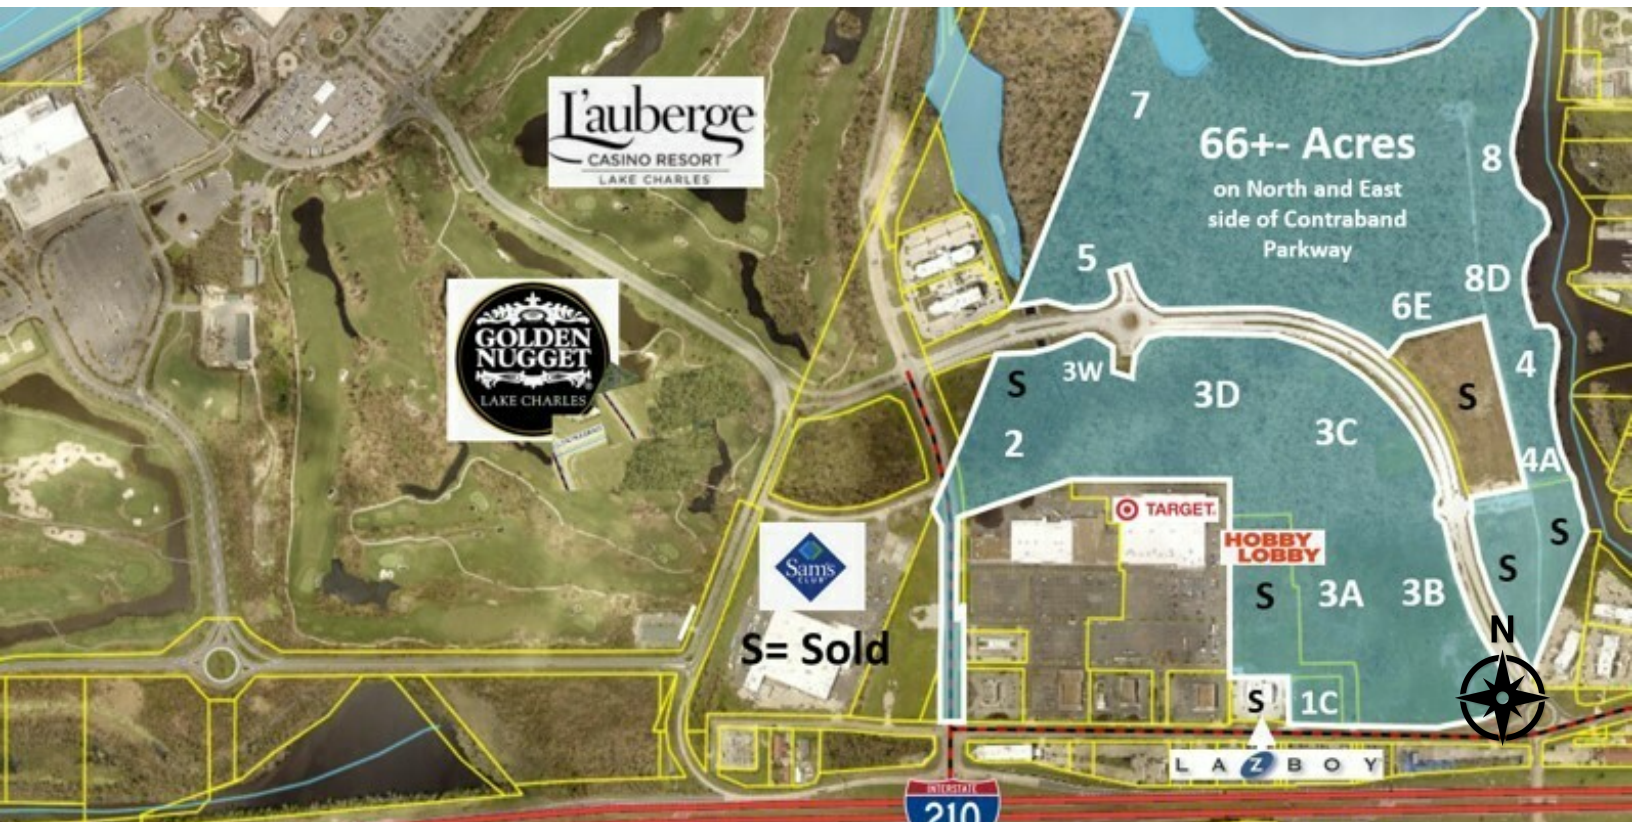 L'auberge
CASINO RESORT
LAKE CHARLES
7
66+- Acres
on North and East
side of Contraband
Parkway
8
5
8D
6E
GOLDEN
NUGGET
®
LAKE CHARLES
S
3W
3D
S
4
2
3C
4A
TARGET
HOBBY
LOBBY
S
Sam's
CLUB
S
3A
3B
S
S= Sold
N
S
1C
LAZBOY
INTERSTATE
210